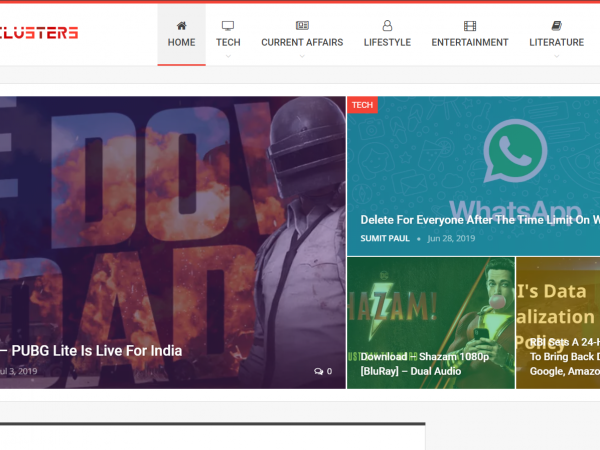 CLUSTERS
HOME
TECH
CURRENT AFFAIRS
LIFESTYLE
ENTERTAINMENT
LITERATURE
TECH
WhatsApp
Delete For Everyone After The Time Limit On W
SUMIT PAUL • Jun 28, 2019
– PUBG Lite Is Live For India
Jul 3, 2019
0
SHAZAM!
Download – Shazam 1080p
[BluRay] – Dual Audio
I's Data
alization
Policy
RBI Sets A 24-H
To Bring Back D
Google, Amazo